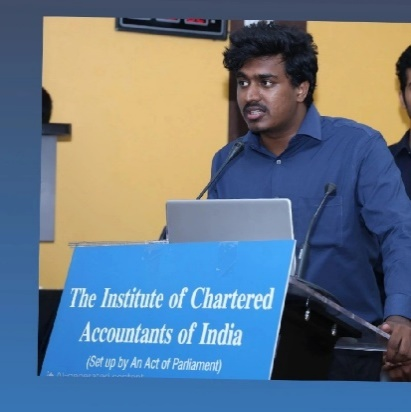 The Institute of Chartered
Accountants of India
(Set up by An Act of Parliament)